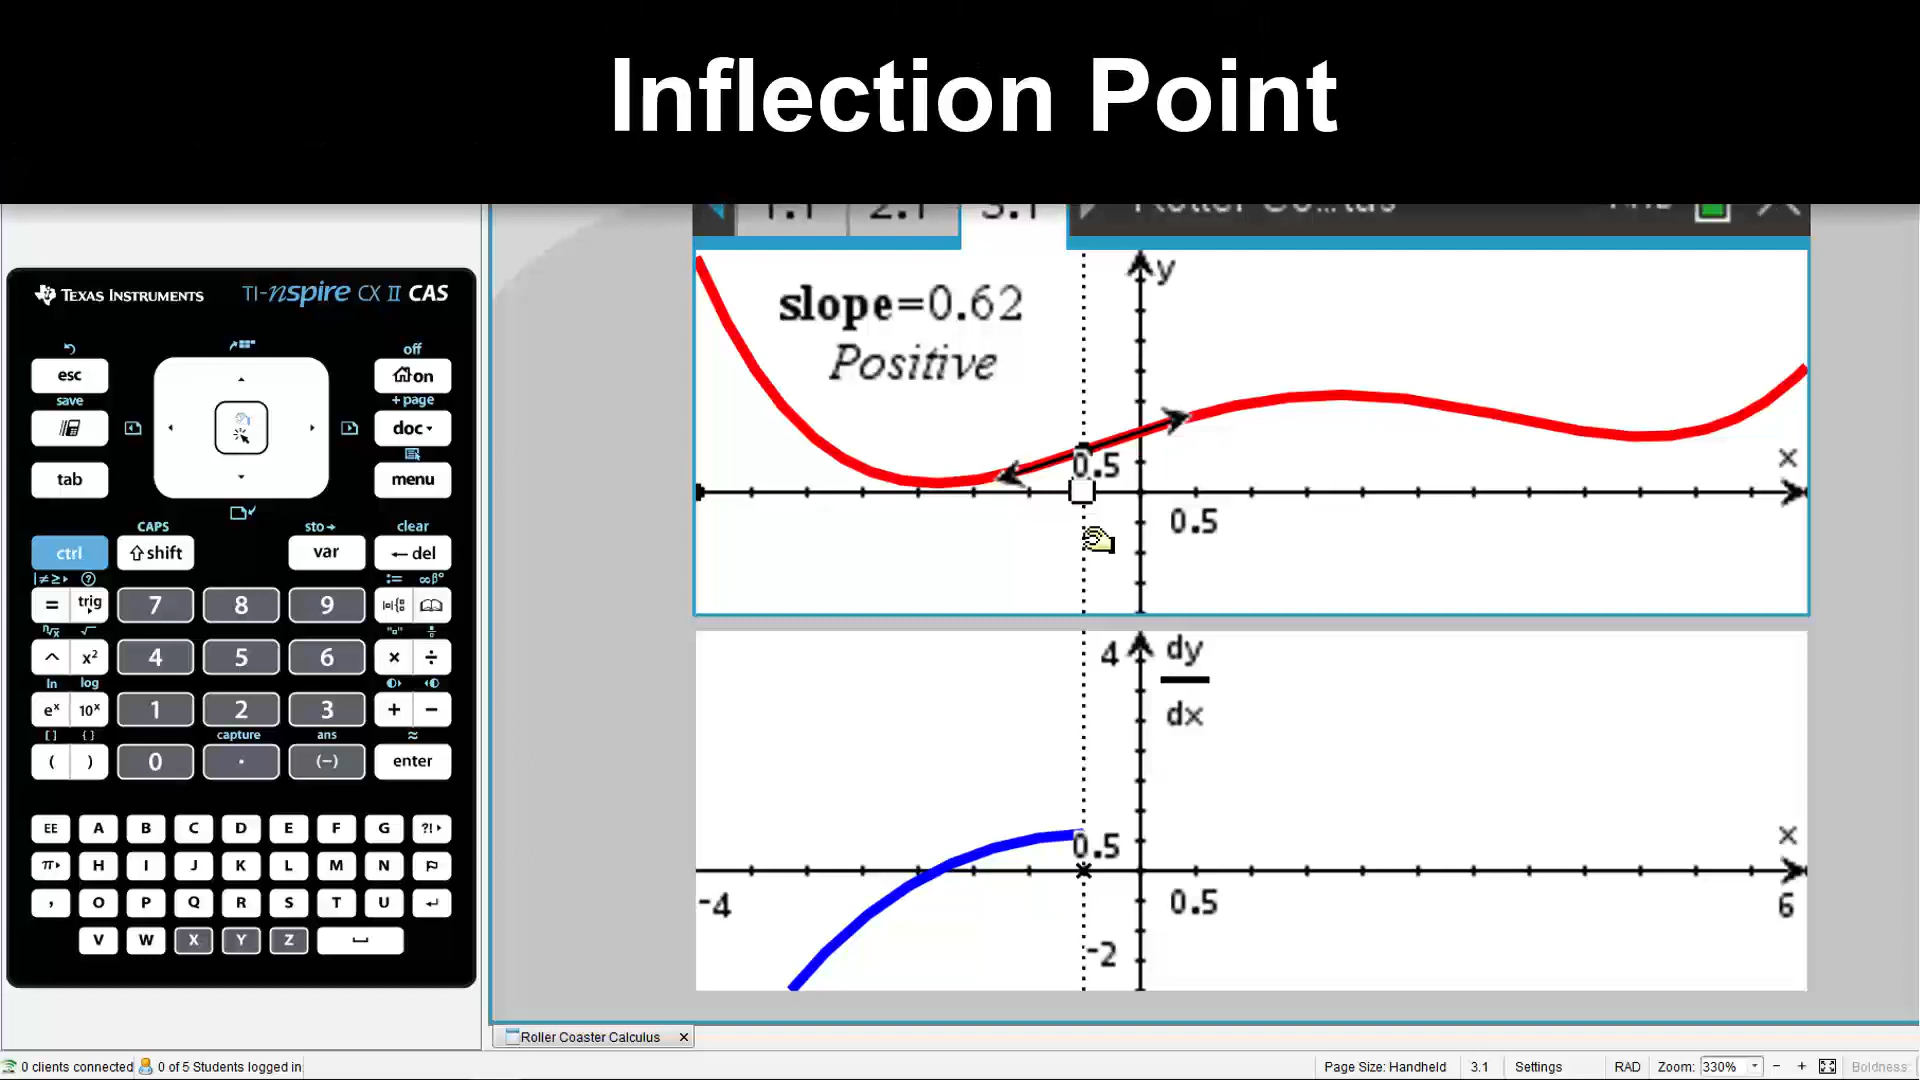 Inflection Point
1.1 2.1 3.1 Roller Co...lus
slope=0.62
Positive
y
0.5
x
0.5
4
dy
dx
0.5
x
-4
0.5
6
-2
TEXAS INSTRUMENTS TI-nspire CX II CAS
off
esc
on
save
+ page
doc
tab
menu
CAPS sto→ clear
ctrl ⇧shift var ←del
|≠≥▸ ? := ∞β°
= trig 7 8 9
ⁿ√x √
^ x² 4 5 6 × ÷
ln log
eˣ 10ˣ 1 2 3 + −
[ ] { } capture ans ≈
( ) 0 . (−) enter
EE A B C D E F G ?!▸
π▸ H I J K L M N
, O P Q R S T U ↵
V W X Y Z
Roller Coaster Calculus
0 clients connected 0 of 5 Students logged in
Page Size: Handheld 3.1 Settings RAD Zoom: 330% − + Boldness: